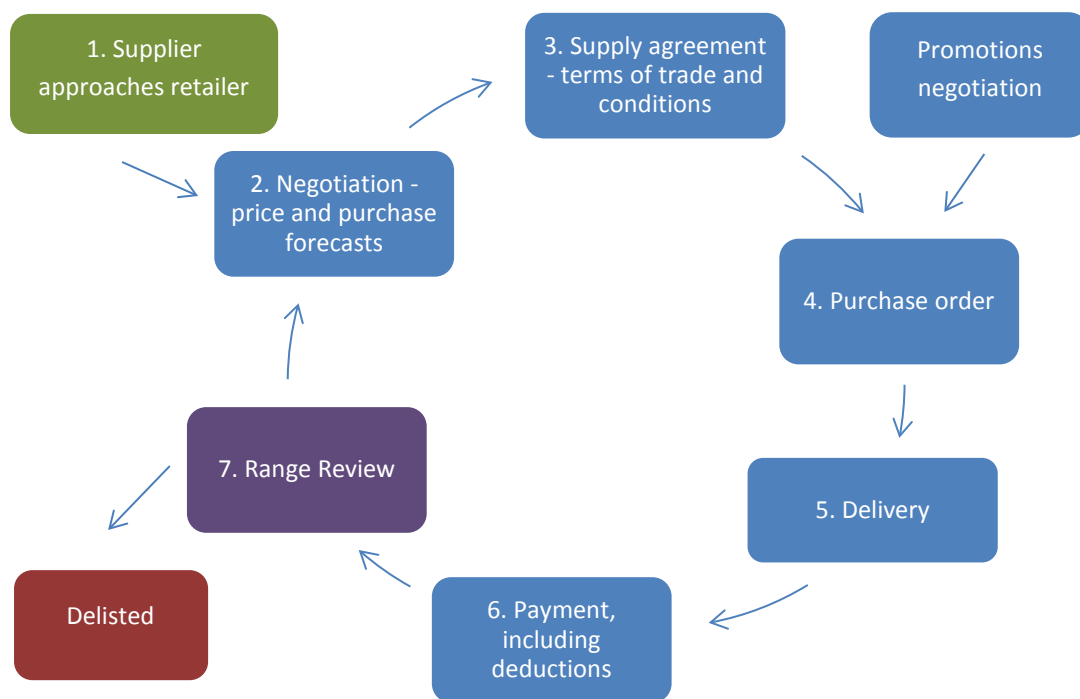 1. Supplier
approaches retailer
2. Negotiation -
price and purchase
forecasts
3. Supply agreement
- terms of trade and
conditions
Promotions
negotiation
4. Purchase order
5. Delivery
6. Payment,
including
deductions
7. Range Review
Delisted